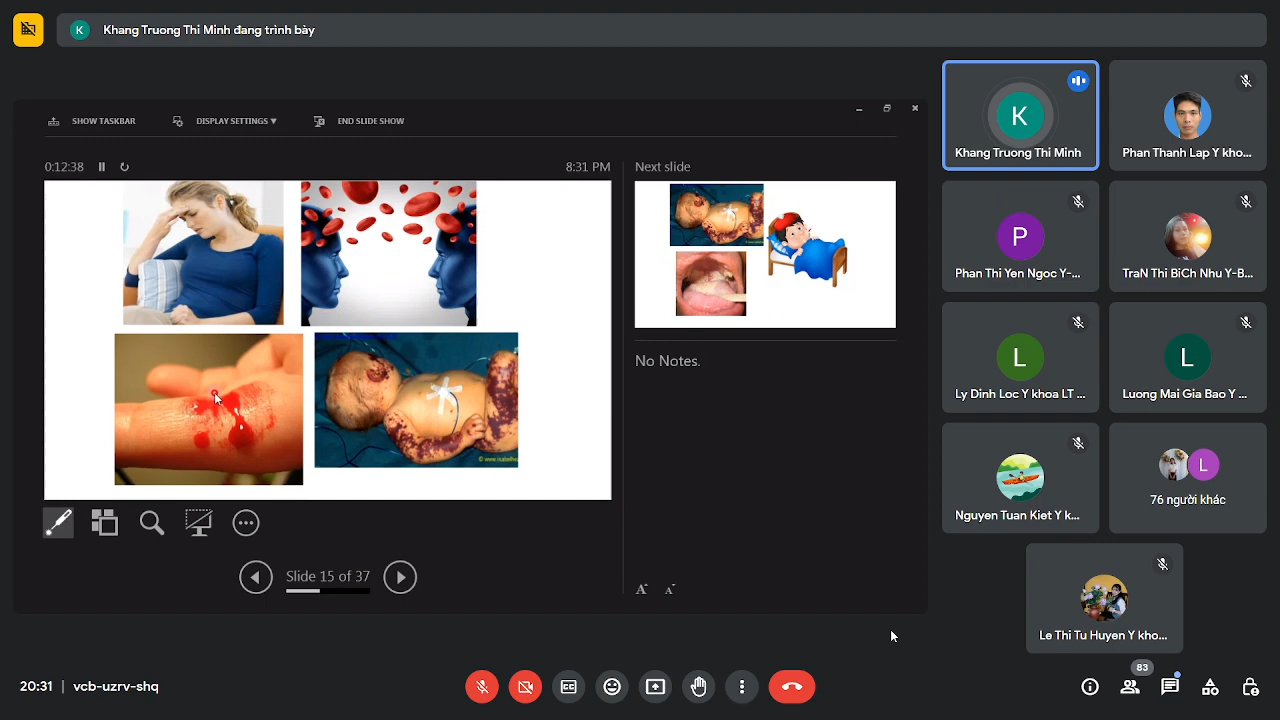 K Khang Truong Thi Minh đang trình bày
SHOW TASKBAR DISPLAY SETTINGS ▼ END SLIDE SHOW
0:12:38 8:31 PM
Next slide
No Notes.
Slide 15 of 37
A A
K
Khang Truong Thi Minh
Phan Thanh Lap Y kho...
P
Phan Thi Yen Ngoc Y-...
TraN Thi BiCh Nhu Y-B...
L
Ly Dinh Loc Y khoa LT ...
L
Luong Mai Gia Bao Y ...
Nguyen Tuan Kiet Y k...
L
76 người khác
Le Thi Tu Huyen Y kho...
20:31 | vcb-uzrv-shq
83